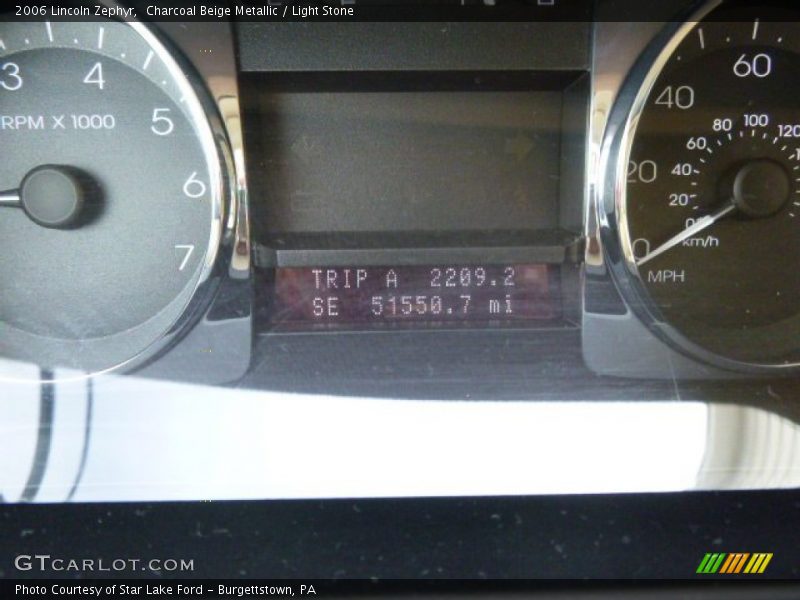 2006 Lincoln Zephyr,  Charcoal Beige Metallic / Light Stone
3 4 5 6 7
RPM X 1000
TRIP A 2209.2
SE 51550.7 mi
0 20 40 60
20 40 60 80 100 120
km/h
MPH
GTCARLOT.COM
Photo Courtesy of Star Lake Ford - Burgettstown, PA